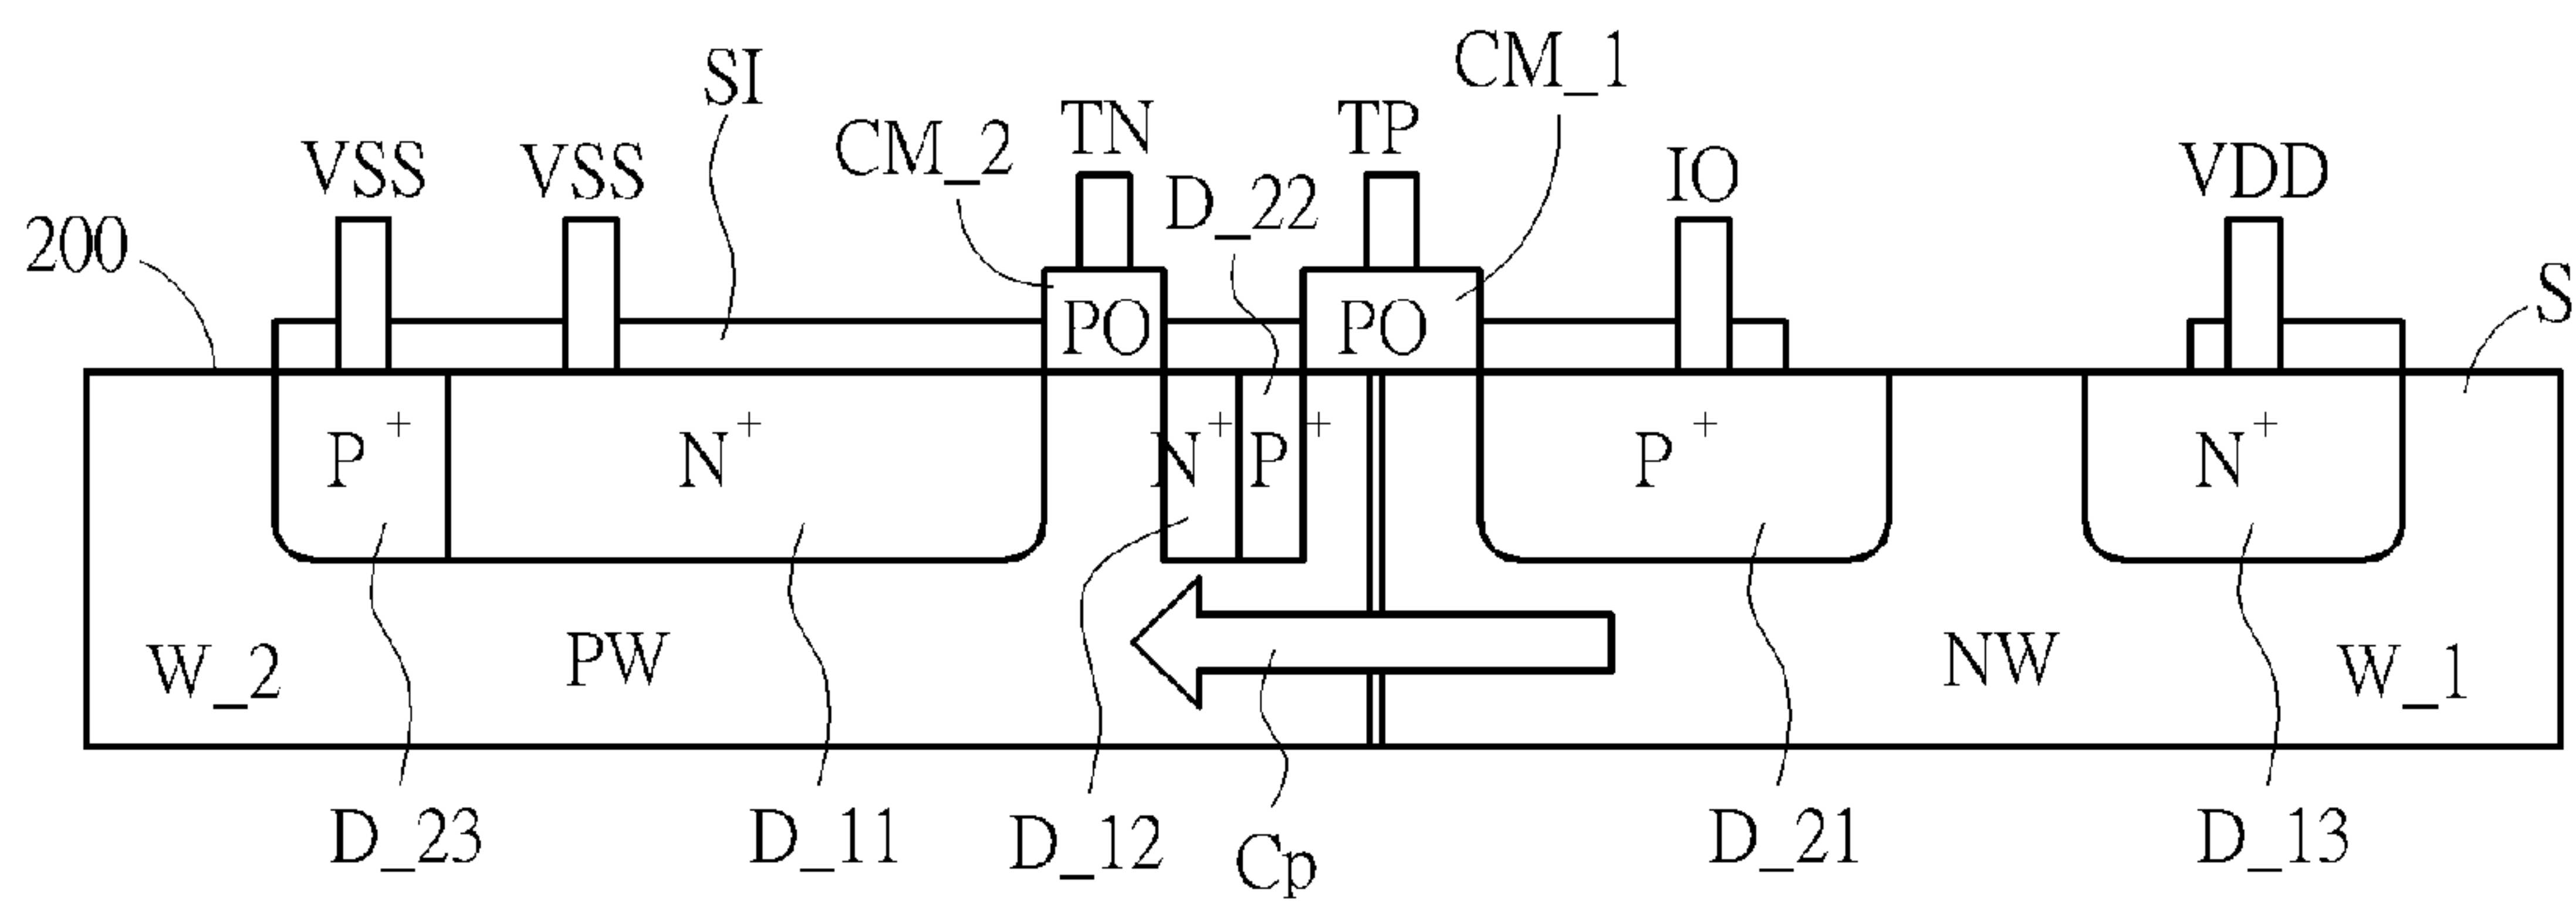 CM_1
SI
TN
TP
CM_2
VSS
VSS
D_22
IO
VDD
200
S
PO
PO
P+
N+
N+
P+
P+
N+
W_2
PW
NW
W_1
D_23
D_11
D_12
Cp
D_21
D_13